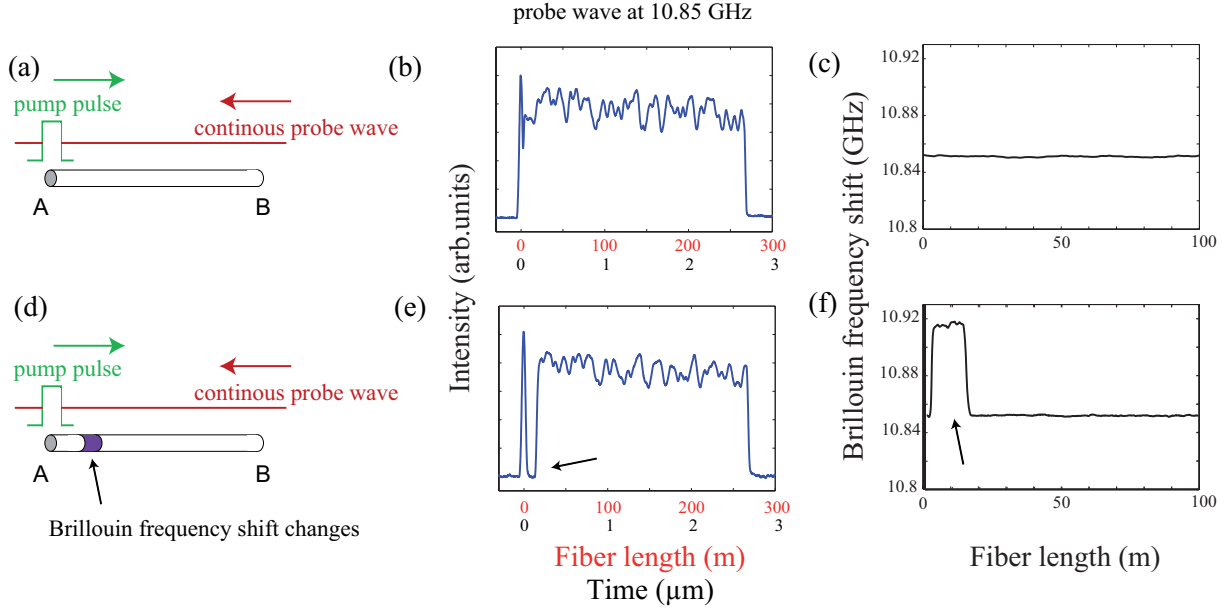 probe wave at 10.85 GHz
(a)
pump pulse
continous probe wave
A
B
(b)
0 100 200 300
0 1 2 3
(c)
10.92
10.88
10.84
10.8
0 50 100
Intensity (arb.units)
Brillouin frequency shift (GHz)
(d)
pump pulse
continous probe wave
A
B
Brillouin frequency shift changes
(e)
0 100 200 300
0 1 2 3
Fiber length (m)
Time (µm)
(f)
10.92
10.88
10.84
10.8
0 50 100
Fiber length (m)